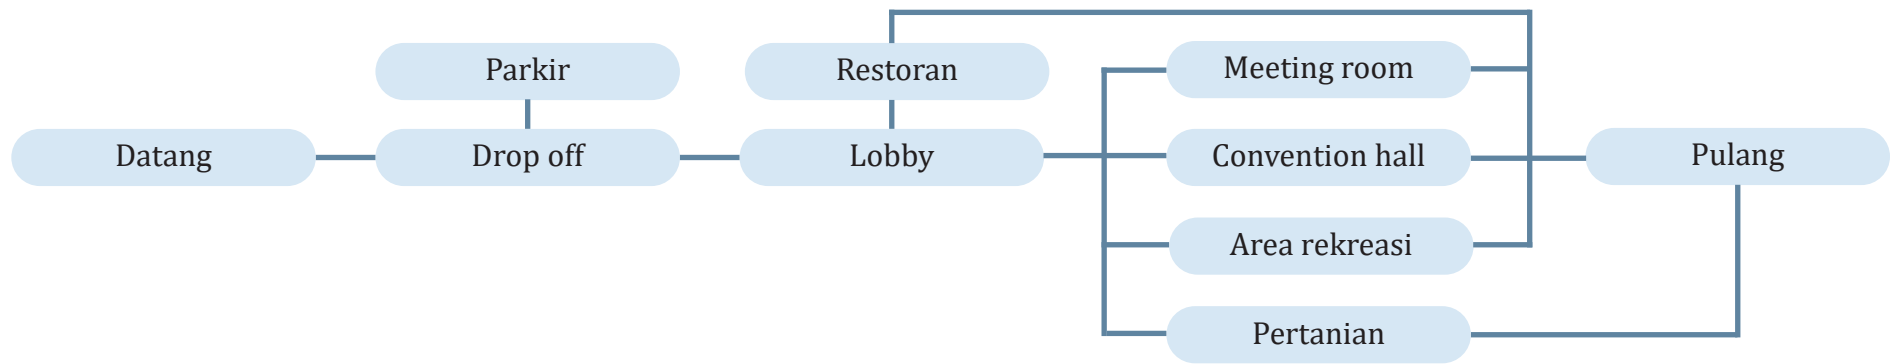 Parkir
Restoran
Meeting room
Datang
Drop off
Lobby
Convention hall
Pulang
Area rekreasi
Pertanian